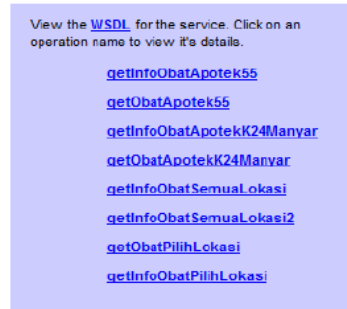 View the WSDL for the service. Click on an
operation name to view it's details.
getInfoObatApotek55
getObatApotek55
getInfoObatApotekK24Manyar
getObatApotekK24Manyar
getInfoObatSemuaLokasi
getInfoObatSemuaLokasi2
getObatPilihLokasi
getInfoObatPilihLokasi